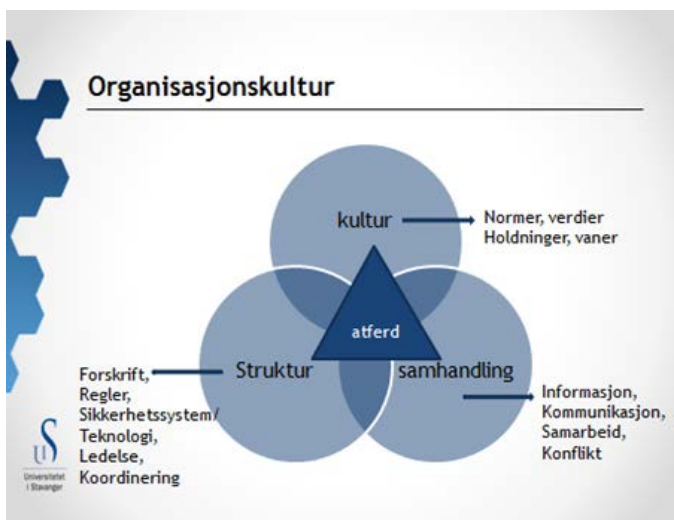 Organisasjonskultur
kultur
Normer, verdier
Holdninger, vaner
atferd
Struktur
samhandling
Forskrift,
Regler,
Sikkerhetssystem/
Teknologi,
Ledelse,
Koordinering
Informasjon,
Kommunikasjon,
Samarbeid,
Konflikt
US
Universitetet
i Stavanger